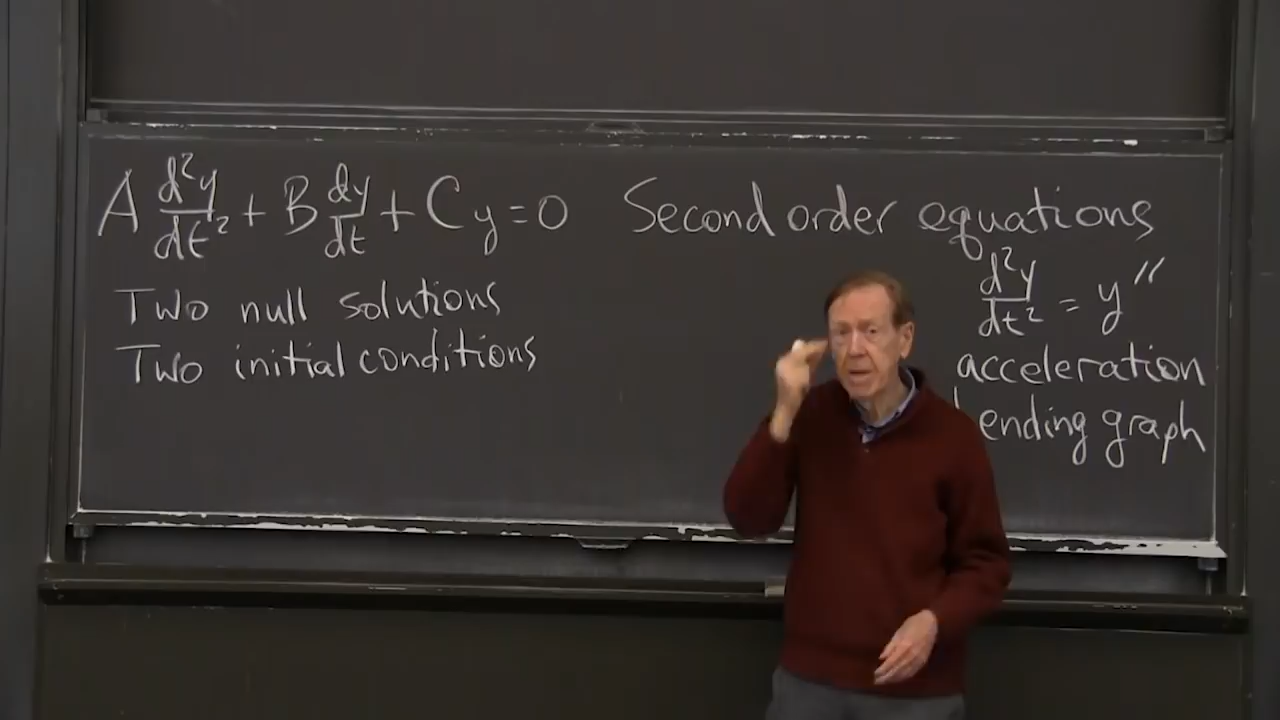 A d²y/dt² + B dy/dt + Cy = 0
Two null solutions
Two initial conditions
Second order equations
d²y/dt² = y″
acceleration
bending graph